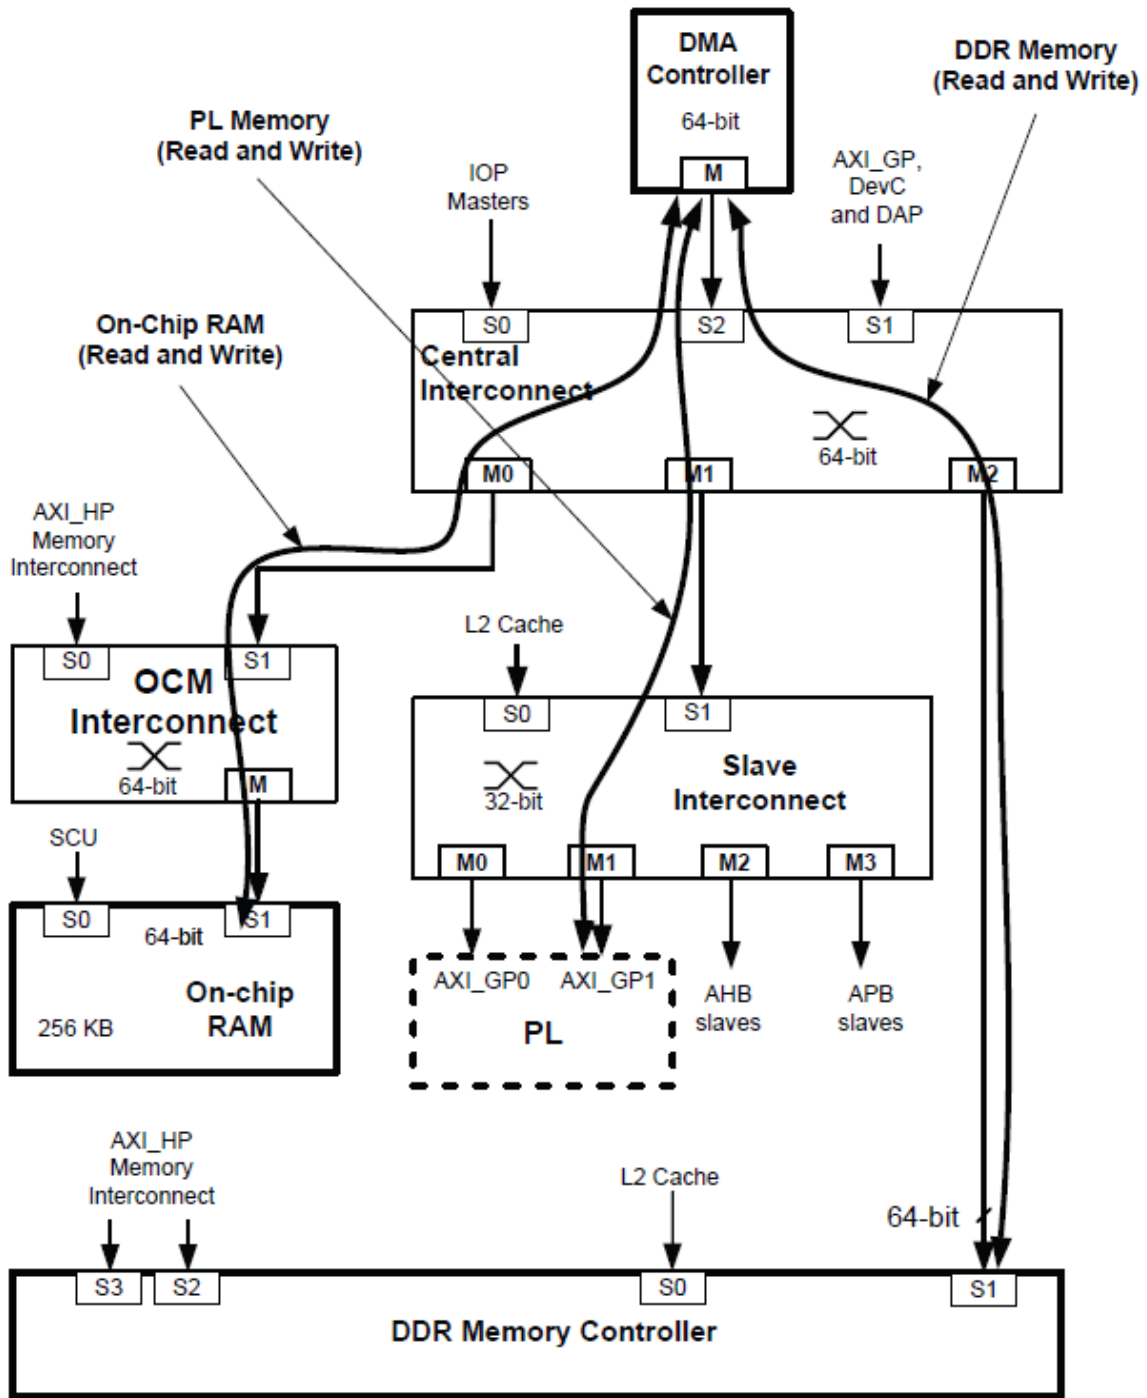 DMA
Controller
64-bit
M
DDR Memory
(Read and Write)
PL Memory
(Read and Write)
IOP
Masters
AXI_GP,
DevC
and DAP
On-Chip RAM
(Read and Write)
S0
S2
S1
Central
Interconnect
64-bit
M0
M1
M2
AXI_HP
Memory
Interconnect
L2 Cache
S0
S1
OCM
Interconnect
64-bit
M
S0
S1
Slave
Interconnect
32-bit
M0
M1
M2
M3
SCU
S0
S1
64-bit
On-chip
RAM
256 KB
AXI_GP0
AXI_GP1
PL
AHB
slaves
APB
slaves
AXI_HP
Memory
Interconnect
L2 Cache
64-bit
S3
S2
S0
S1
DDR Memory Controller